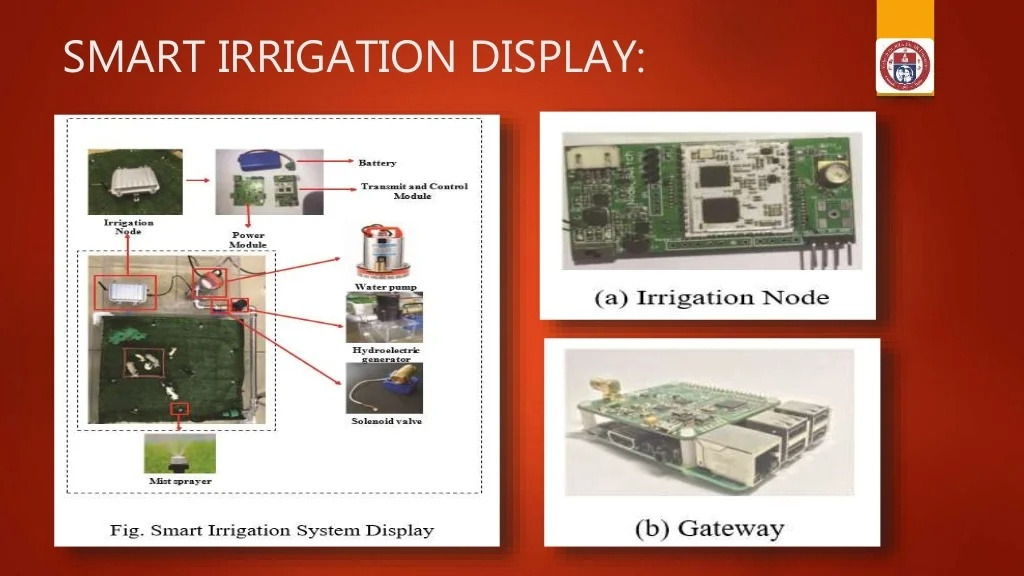 SMART IRRIGATION DISPLAY:
Battery
Transmit and Control
Module
Irrigation
Node
Power
Module
Water pump
Hydroelectric
generator
Solenoid valve
Mist sprayer
Fig. Smart Irrigation System Display
(a) Irrigation Node
(b) Gateway